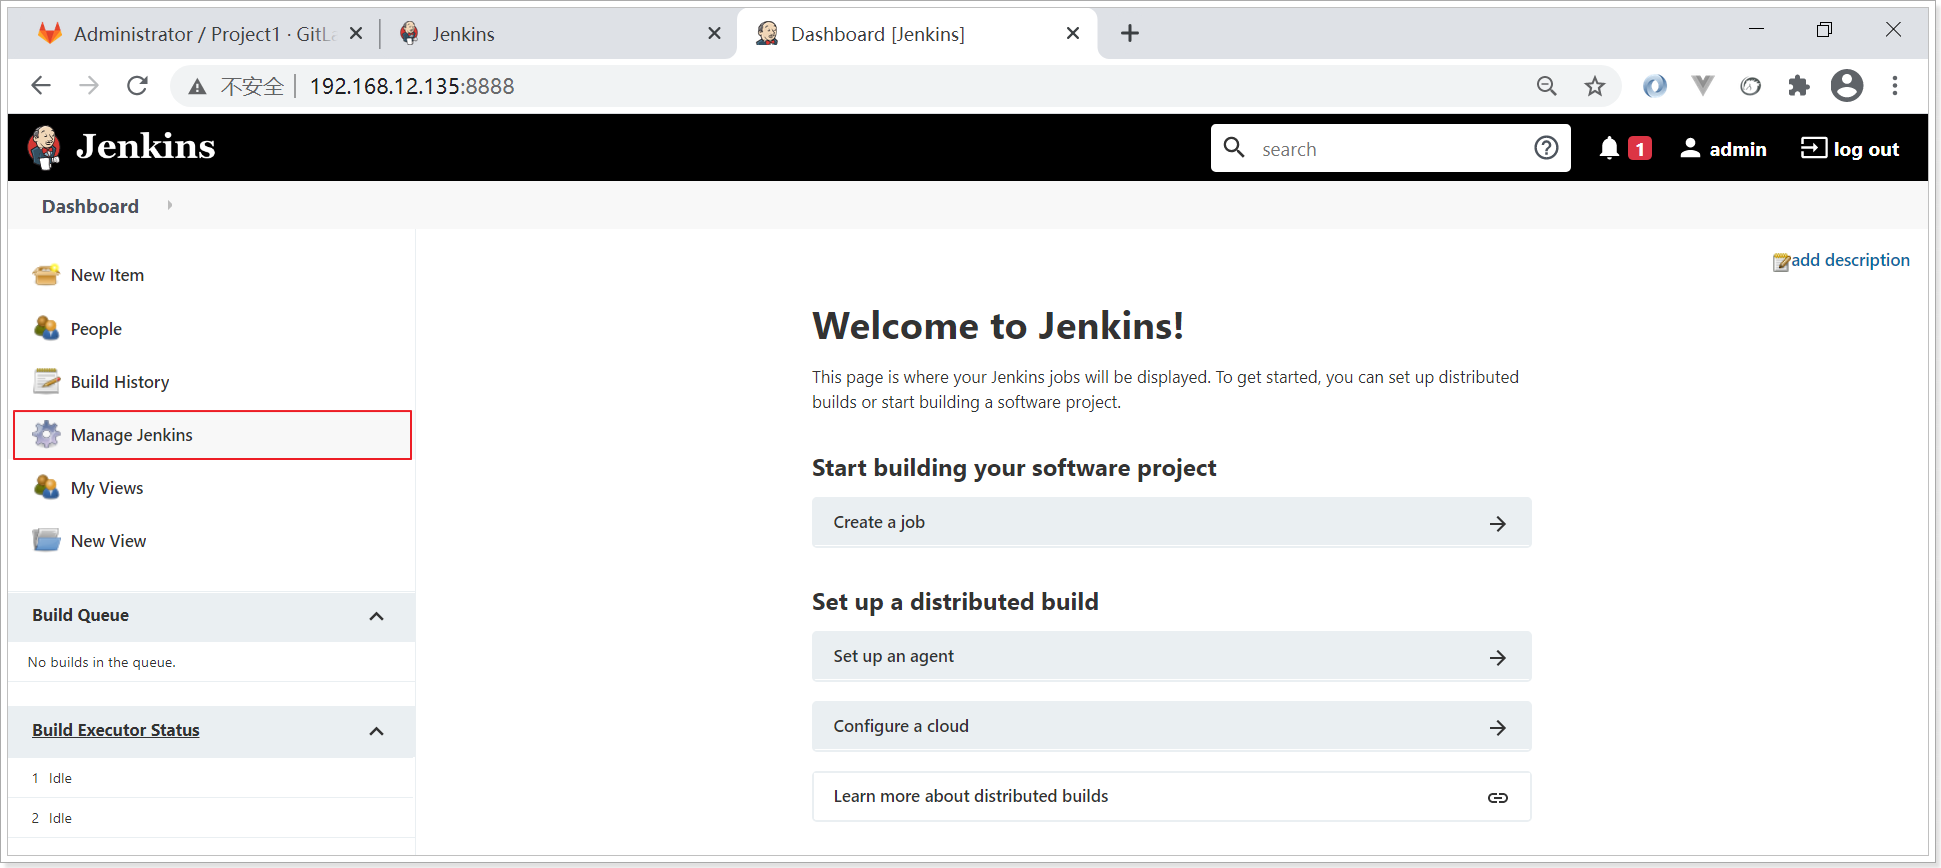 Administrator / Project1 · GitLa
Jenkins
Dashboard [Jenkins]
不安全
192.168.12.135:8888
Jenkins
search
1
admin
log out
Dashboard
New Item
People
Build History
Manage Jenkins
My Views
New View
Build Queue
No builds in the queue.
Build Executor Status
1 Idle
2 Idle
add description
Welcome to Jenkins!
This page is where your Jenkins jobs will be displayed. To get started, you can set up distributed
builds or start building a software project.
Start building your software project
Create a job
Set up a distributed build
Set up an agent
Configure a cloud
Learn more about distributed builds